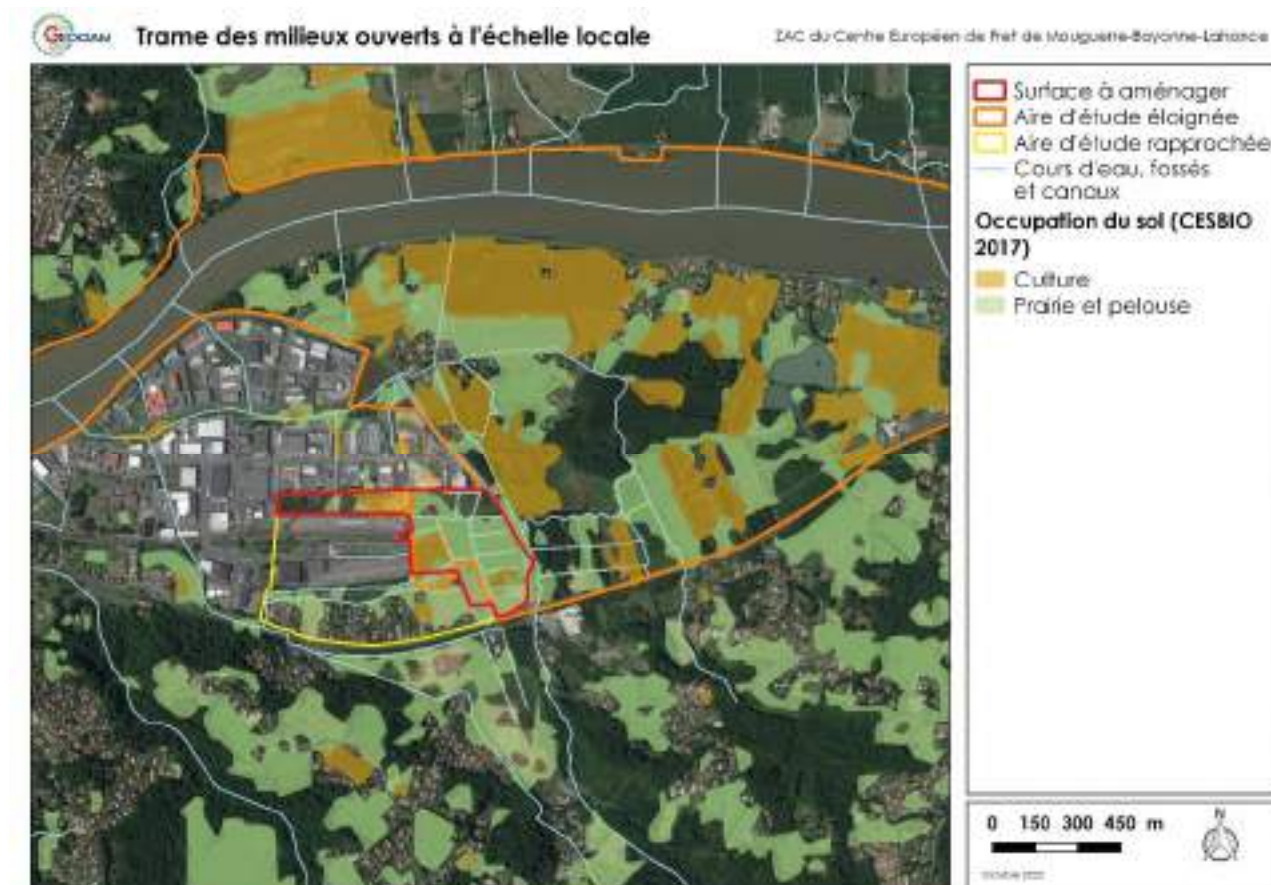 GEOCIAM
Trame des milieux ouverts à l'échelle locale
ZAC du Centre Européen de Fret de Mouguerre-Bayonne-Lahonce
Surface à aménager
Aire d'étude éloignée
Aire d'étude rapprochée
Cours d'eau, fossés
et canaux
Occupation du sol (CESBIO
2017)
Culture
Prairie et pelouse
0 150 300 450 m
N